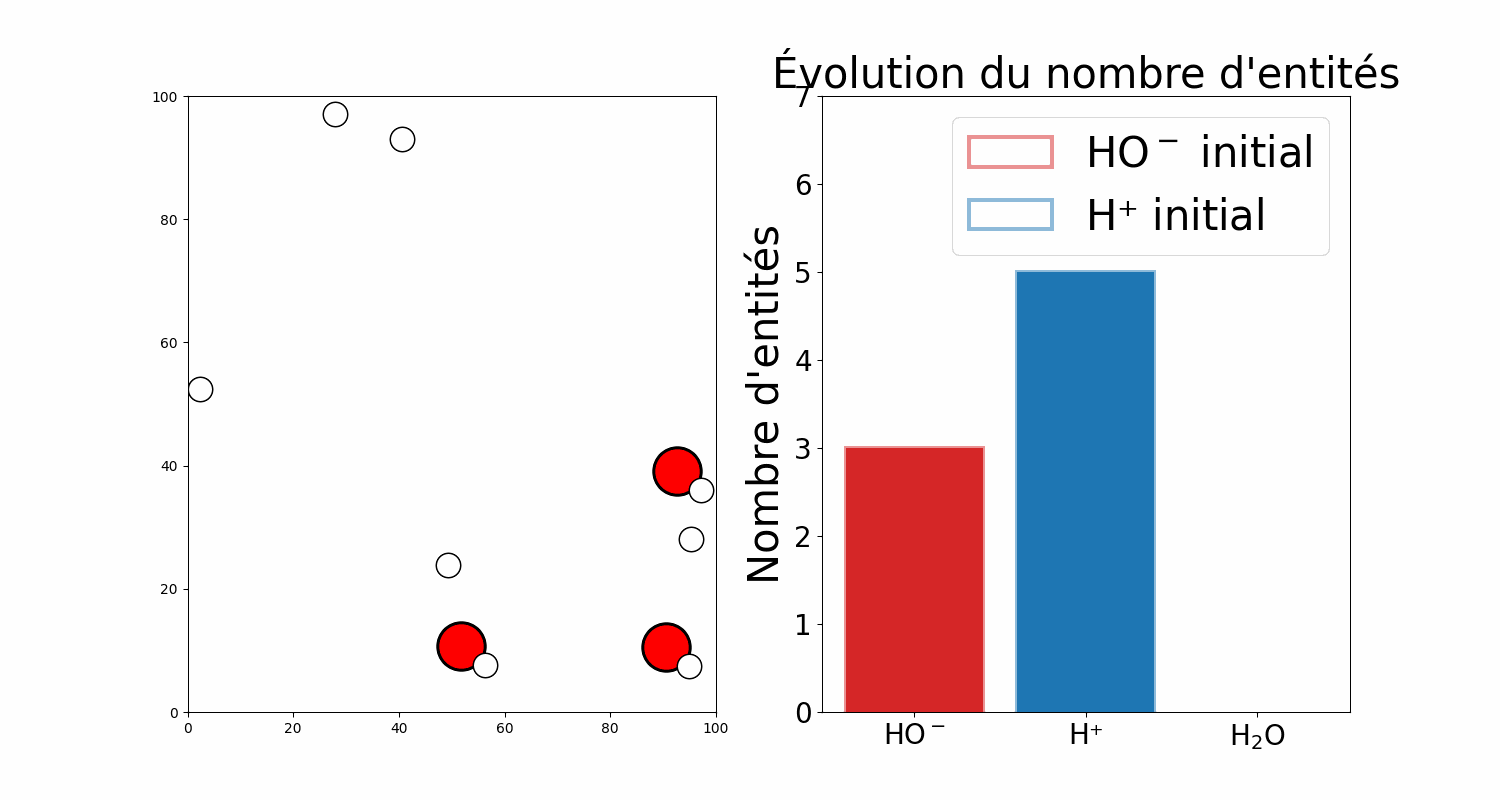 Évolution du nombre d'entités
100
80
60
40
20
0
0 20 40 60 80 100
Nombre d'entités
7
6
5
4
3
2
1
0
HO⁻ initial
H⁺ initial
HO⁻ H⁺ H₂O